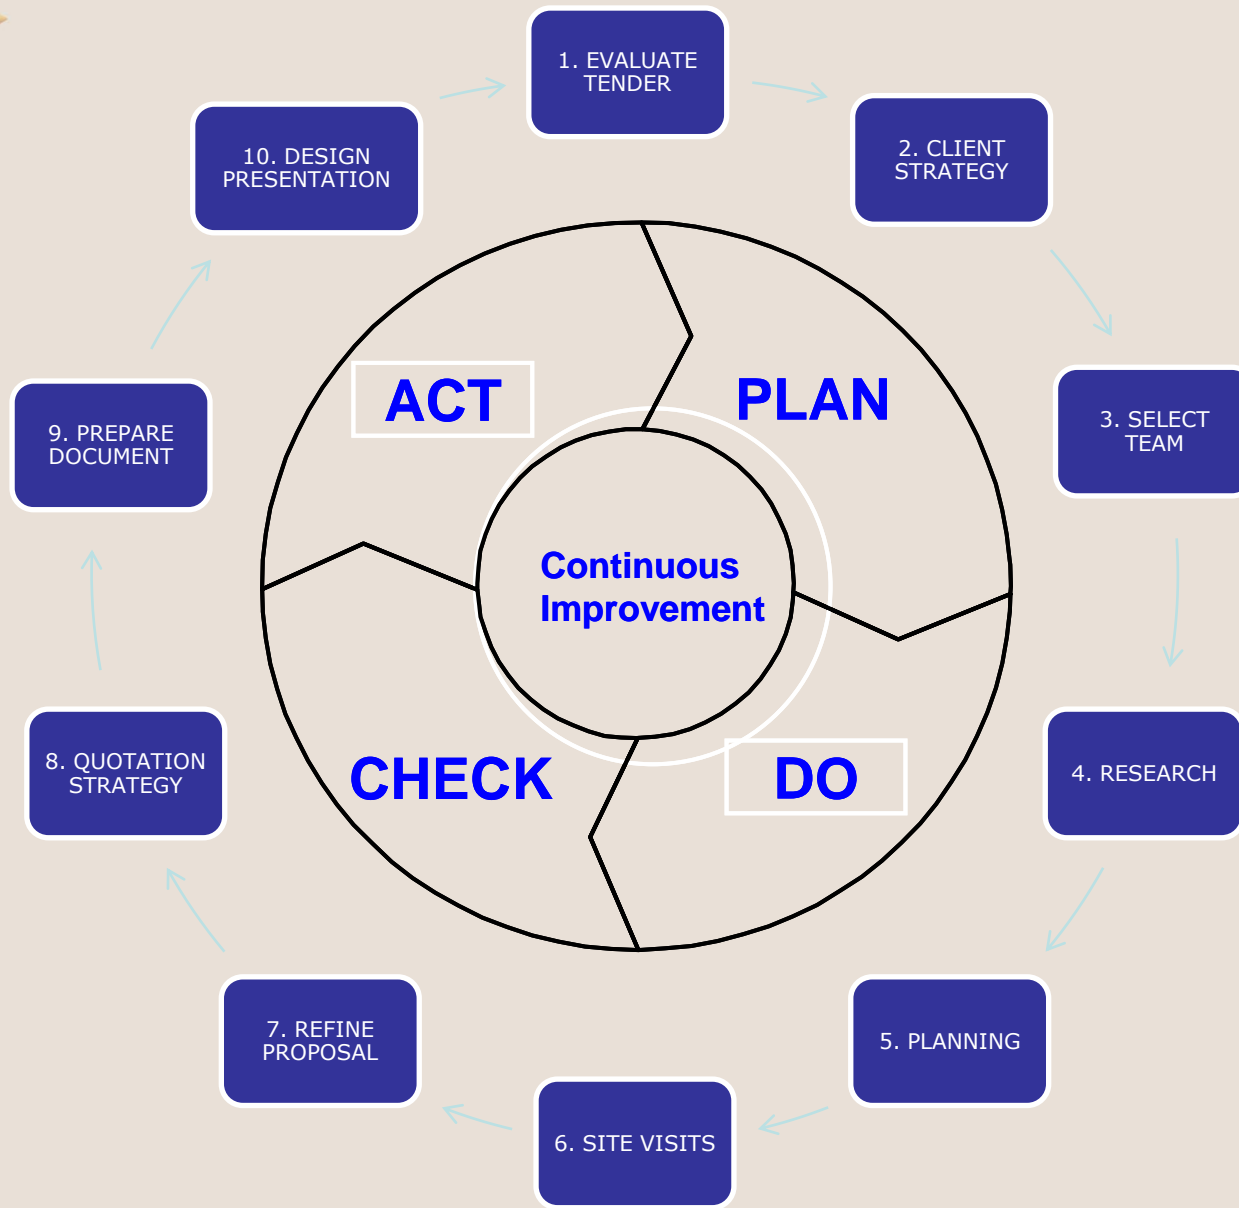 1. EVALUATE
TENDER
2. CLIENT
STRATEGY
3. SELECT
TEAM
4. RESEARCH
5. PLANNING
6. SITE VISITS
7. REFINE
PROPOSAL
8. QUOTATION
STRATEGY
9. PREPARE
DOCUMENT
10. DESIGN
PRESENTATION
PLAN
DO
CHECK
ACT
Continuous
Improvement